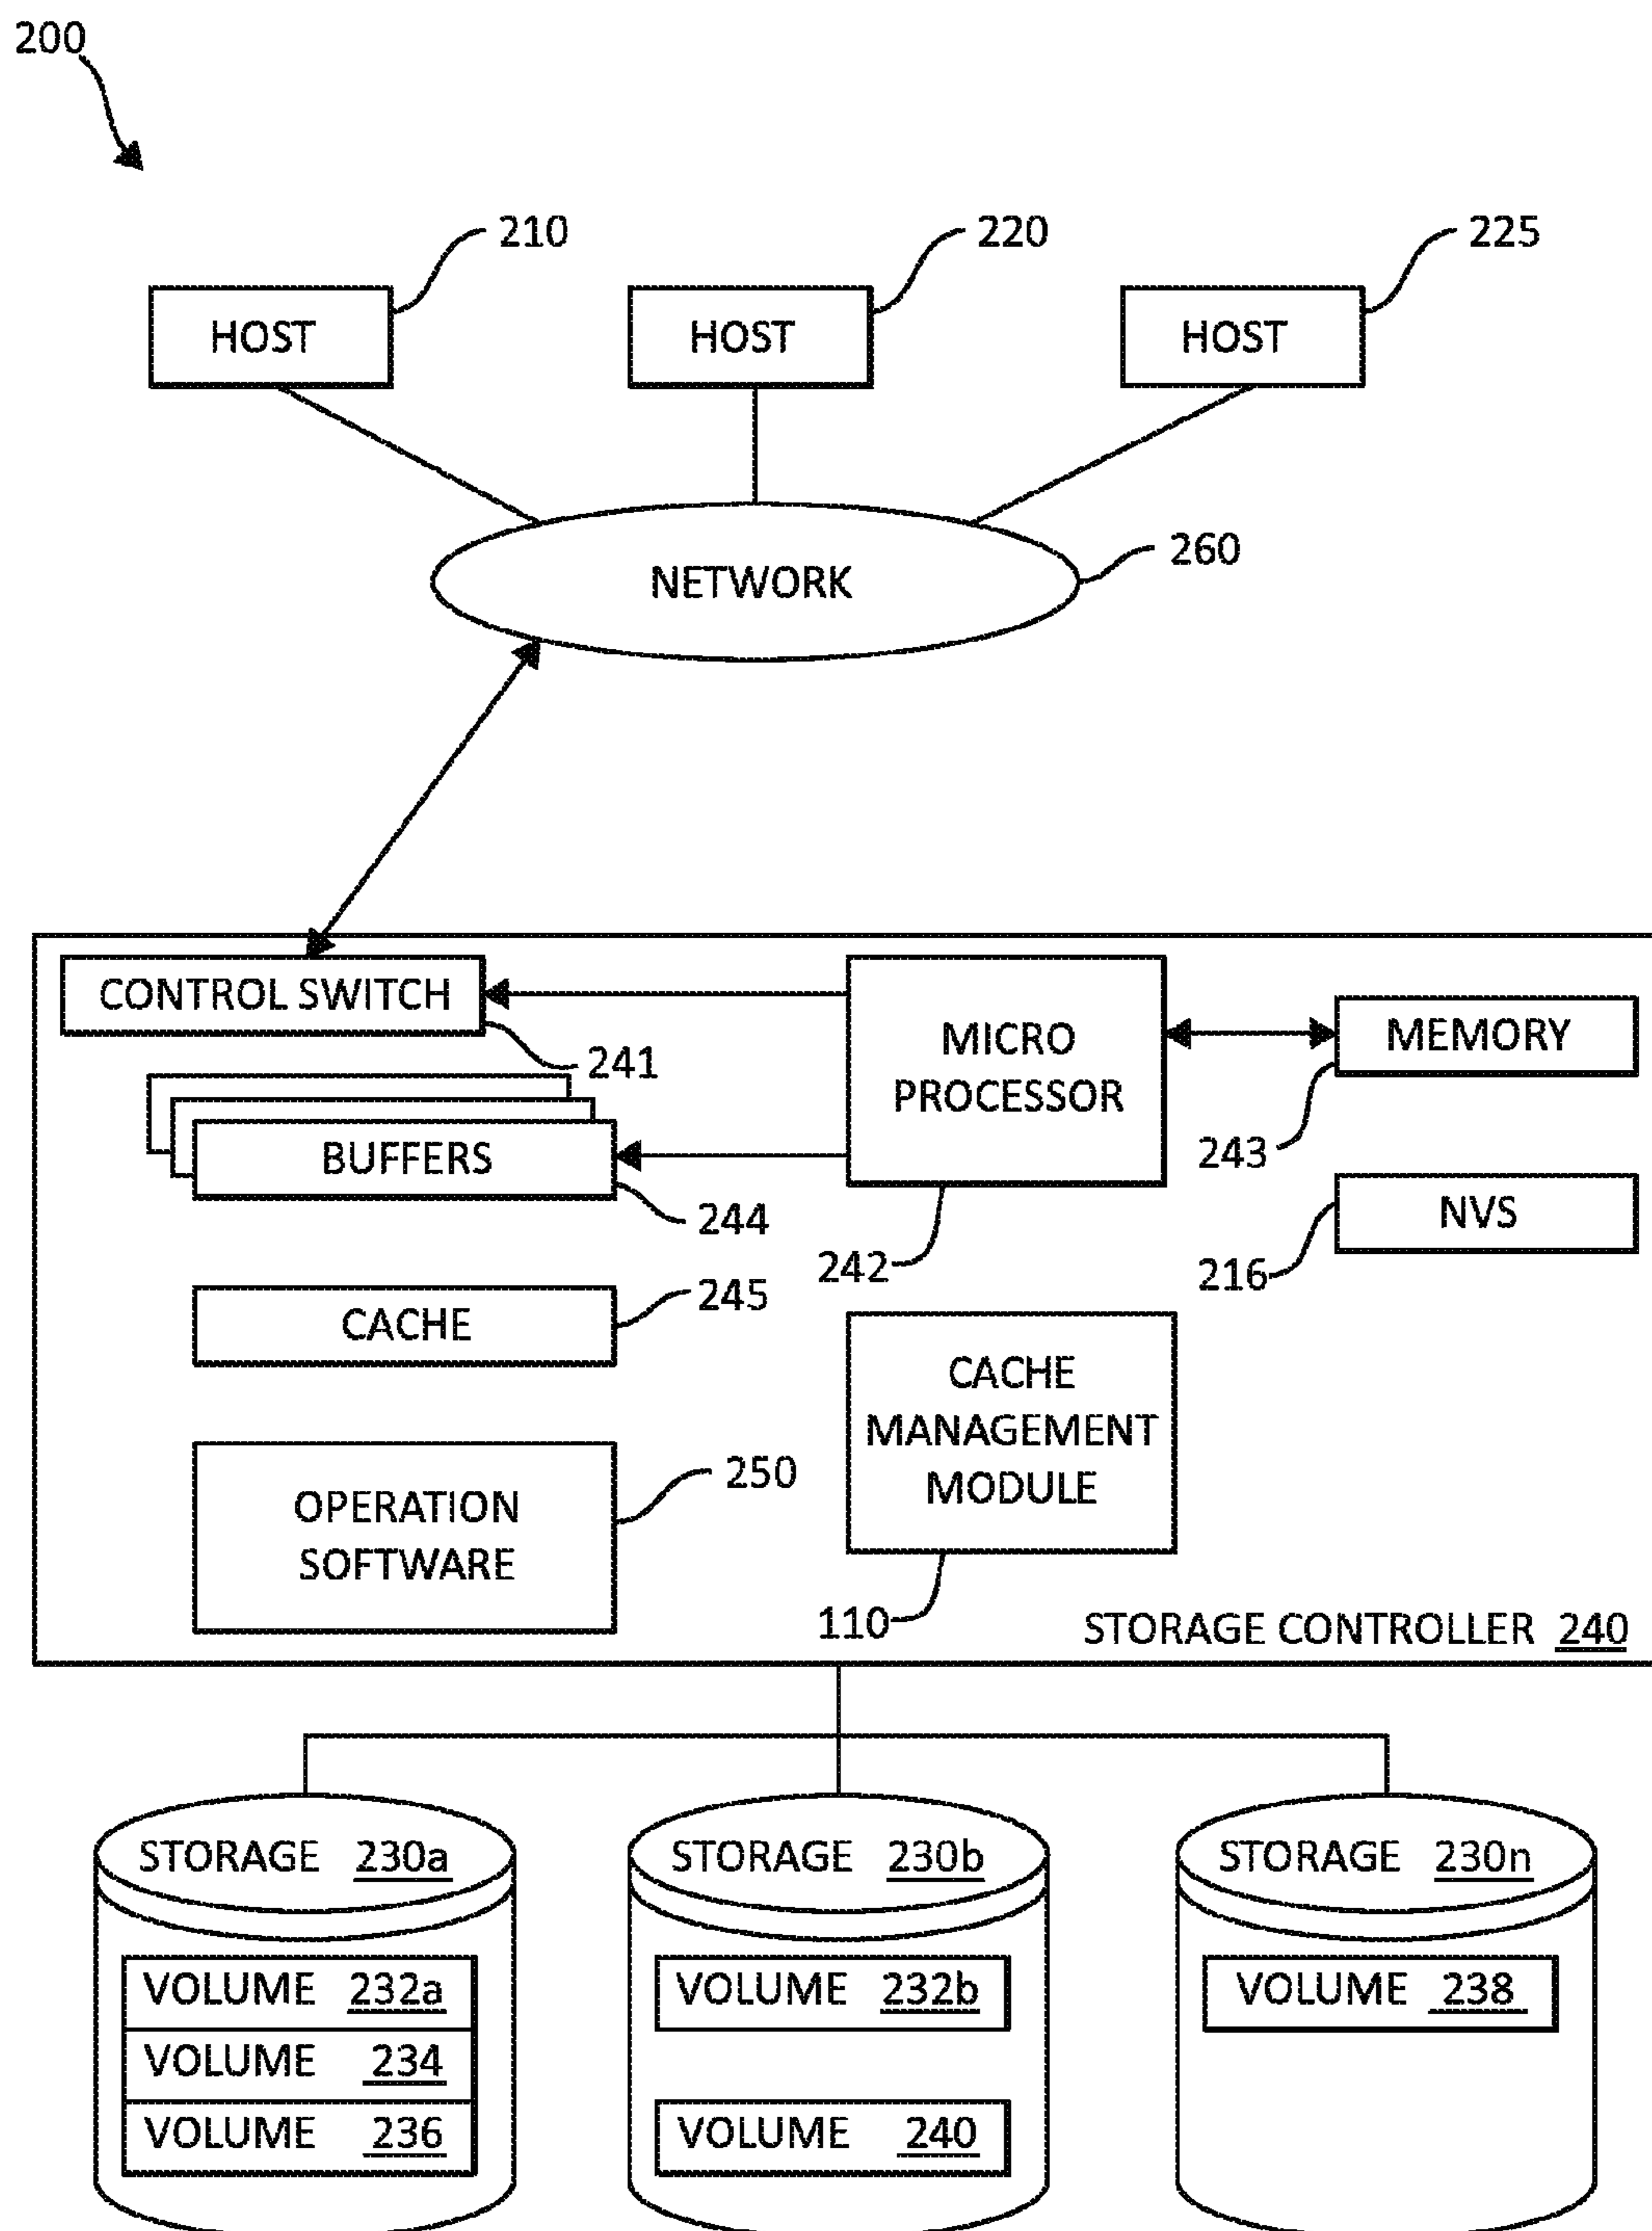 200
210
220
225
HOST
HOST
HOST
260
NETWORK
CONTROL SWITCH
241
MICRO
PROCESSOR
242
MEMORY
243
BUFFERS
244
NVS
216
CACHE
245
CACHE
MANAGEMENT
MODULE
110
OPERATION
SOFTWARE
250
STORAGE CONTROLLER 240
STORAGE 230a
VOLUME 232a
VOLUME 234
VOLUME 236
STORAGE 230b
VOLUME 232b
VOLUME 240
STORAGE 230n
VOLUME 238